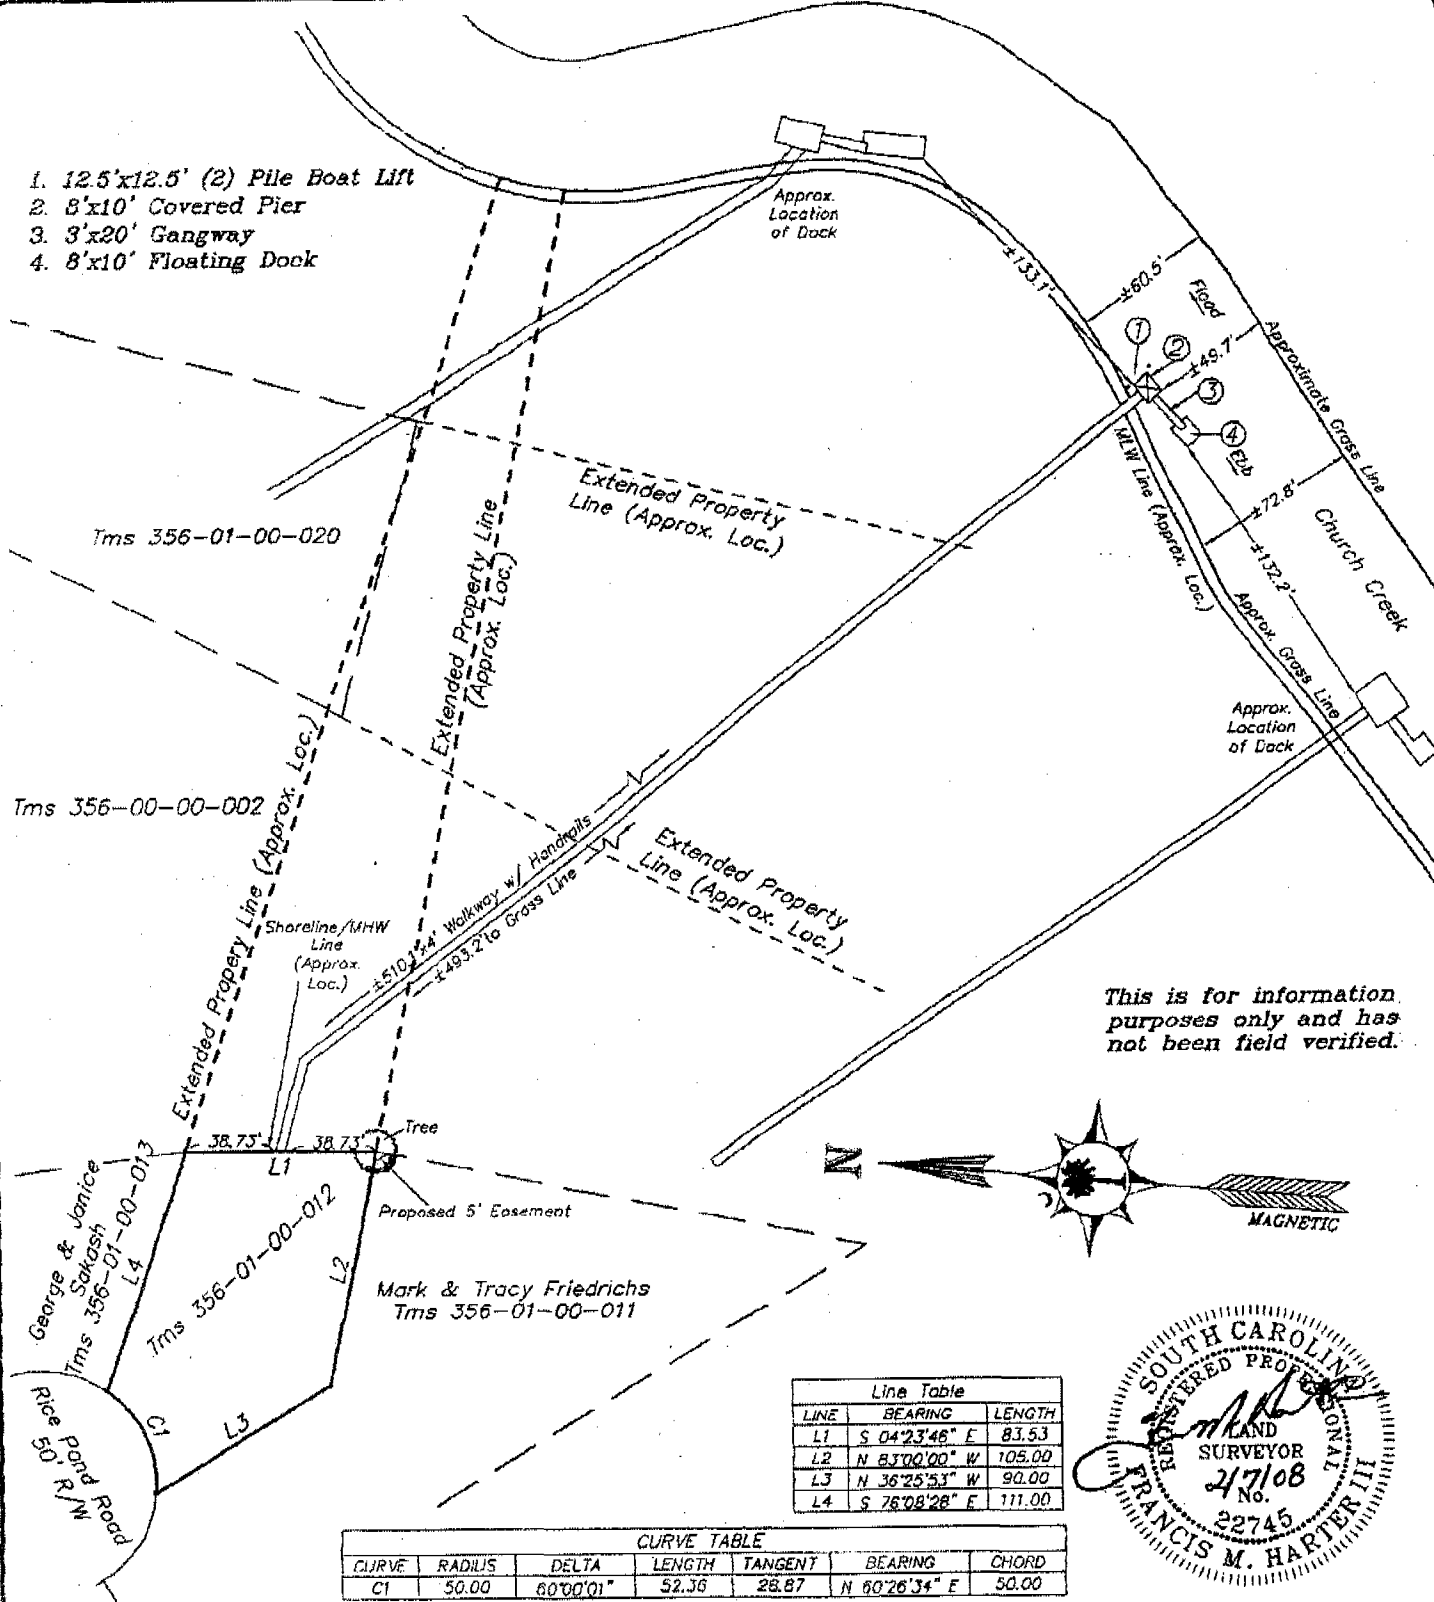 1. 12.5'x12.5' (2) Pile Boat Lift
2. 8'x10' Covered Pier
3. 3'x20' Gangway
4. 8'x10' Floating Dock
Approx.
Location
of Dock
±133.1'
±60.5'
Flood
±49.7'
Approximate Grass Line
1
2
3
4
Ebb
MLW Line (Approx. Loc.)
±72.8'
±132.2'
Church Creek
Approx. Grass Line
Approx.
Location
of Dock
Extended Property
Line (Approx. Loc.)
Tms 356-01-00-020
Extended Property Line
(Approx. Loc.)
Tms 356-00-00-002
Extended Propery Line (Approx. Loc.)
±510.1'x4' Walkway w/ Handrails
±493.2' to Grass Line
Extended Property
Line (Approx. Loc.)
Shoreline/MHW
Line
(Approx.
Loc.)
This is for information
purposes only and has
not been field verified.
38.73'
38.73'
L1
Tree
Proposed 5' Easement
N
MAGNETIC
George & Janice
Sakash
Tms 356-01-00-013
L4
Tms 356-01-00-012
L2
Mark & Tracy Friedrichs
Tms 356-01-00-011
L3
C1
Rice Pond Road
50' R/W
Line Table
LINE BEARING LENGTH
L1 S 04°23'46" E 83.53
L2 N 83°00'00" W 105.00
L3 N 36°25'53" W 90.00
L4 S 76°08'28" E 111.00
SOUTH CAROLINA
REGISTERED PROFESSIONAL
LAND
SURVEYOR
2/7/08
No.
22745
FRANCIS M. HARTER III
CURVE TABLE
CURVE RADIUS DELTA LENGTH TANGENT BEARING CHORD
C1 50.00 60°00'01" 52.36 28.87 N 60°26'34" E 50.00